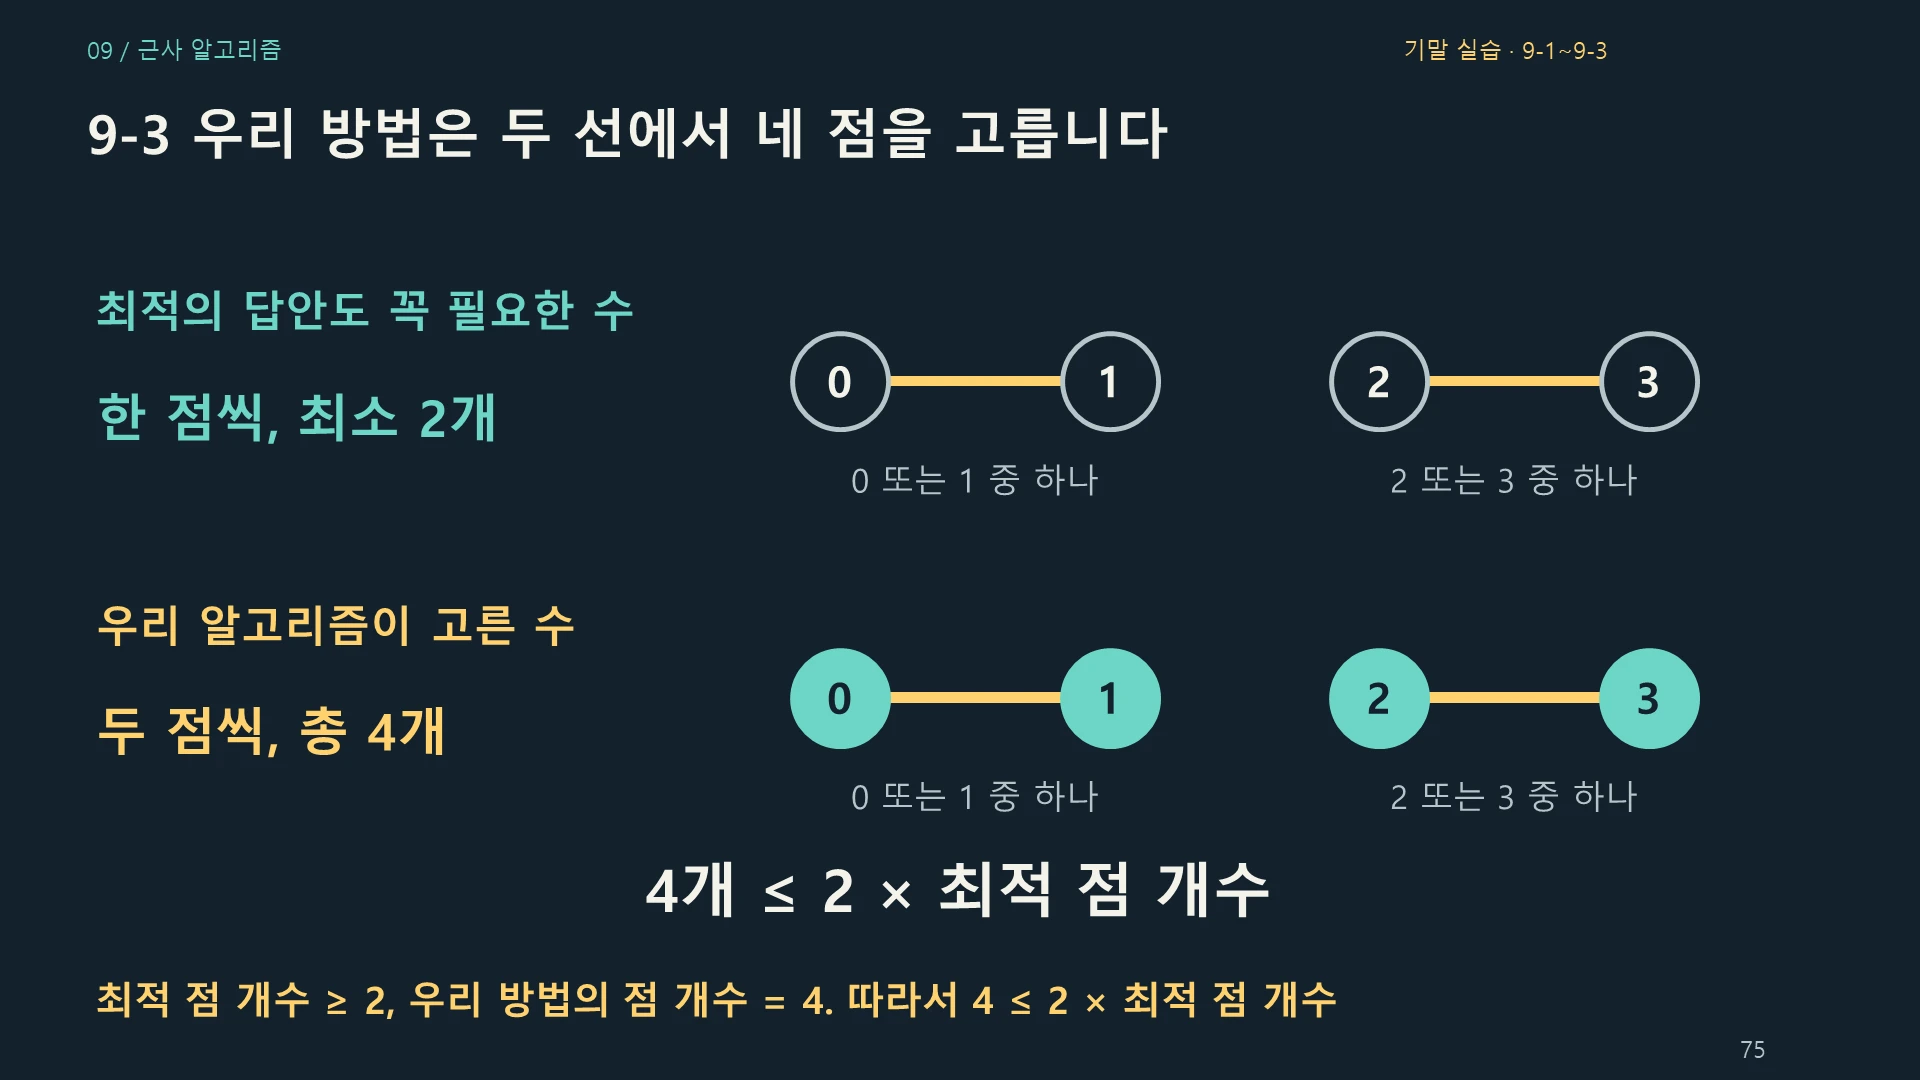 09 / 근사 알고리즘
기말 실습 · 9-1~9-3
9-3 우리 방법은 두 선에서 네 점을 고릅니다
최적의 답안도 꼭 필요한 수
한 점씩, 최소 2개
0 1 2 3
0 또는 1 중 하나
2 또는 3 중 하나
우리 알고리즘이 고른 수
두 점씩, 총 4개
0 1 2 3
0 또는 1 중 하나
2 또는 3 중 하나
4개 ≤ 2 × 최적 점 개수
최적 점 개수 ≥ 2, 우리 방법의 점 개수 = 4. 따라서 4 ≤ 2 × 최적 점 개수
75